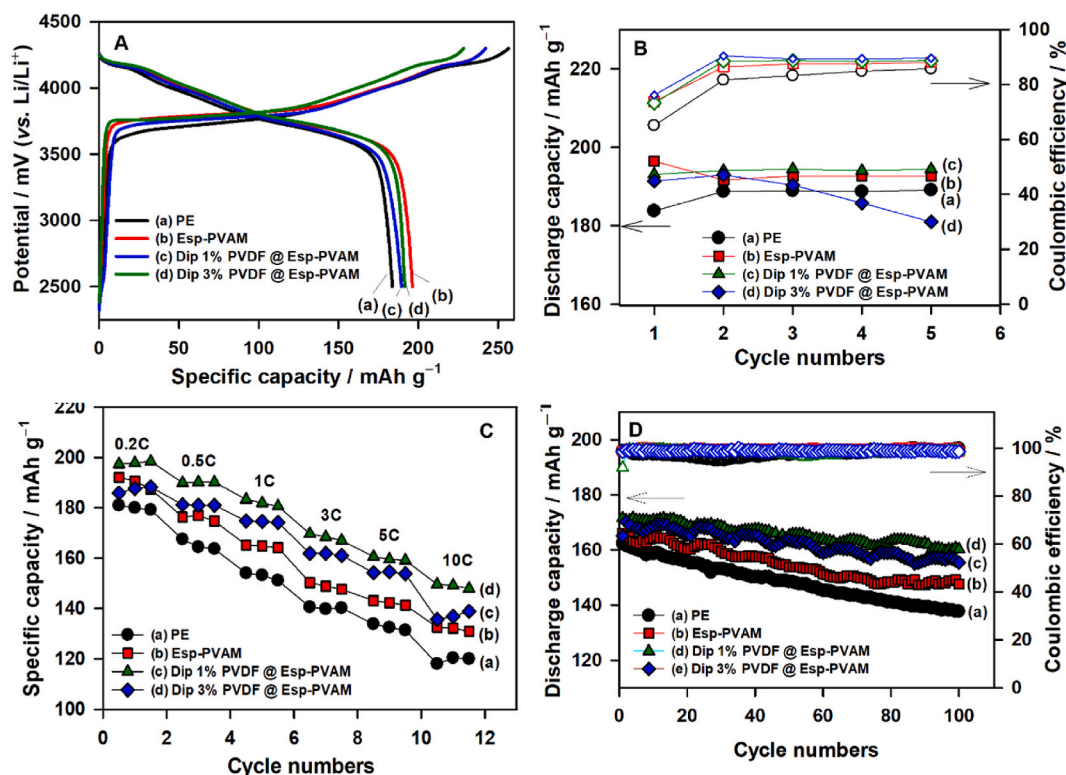 A
Potential / mV (vs. Li/Li⁺)
4500
4000
3500
3000
2500
(a) PE
(b) Esp-PVAM
(c) Dip 1% PVDF @ Esp-PVAM
(d) Dip 3% PVDF @ Esp-PVAM
(a)
(b)
(c)
(d)
0 50 100 150 200 250
Specific capacity / mAh g⁻¹
B
Discharge capacity / mAh g⁻¹
220
200
180
160
100
80
60
40
20
0
Coulombic efficiency / %
(c)
(b)
(a)
(d)
(a) PE
(b) Esp-PVAM
(c) Dip 1% PVDF @ Esp-PVAM
(d) Dip 3% PVDF @ Esp-PVAM
1 2 3 4 5 6
Cycle numbers
C
Specific capacity / mAh g⁻¹
220
200
180
160
140
120
100
0.2C
0.5C
1C
3C
5C
10C
(d)
(c)
(b)
(a)
(a) PE
(b) Esp-PVAM
(c) Dip 1% PVDF @ Esp-PVAM
(d) Dip 3% PVDF @ Esp-PVAM
0 2 4 6 8 10 12
Cycle numbers
D
Discharge capacity / mAh g⁻¹
200
180
160
140
120
100
80
60
40
20
0
Coulombic efficiency / %
(d)
(c)
(b)
(a)
(a) PE
(b) Esp-PVAM
(d) Dip 1% PVDF @ Esp-PVAM
(e) Dip 3% PVDF @ Esp-PVAM
0 20 40 60 80 100
Cycle numbers